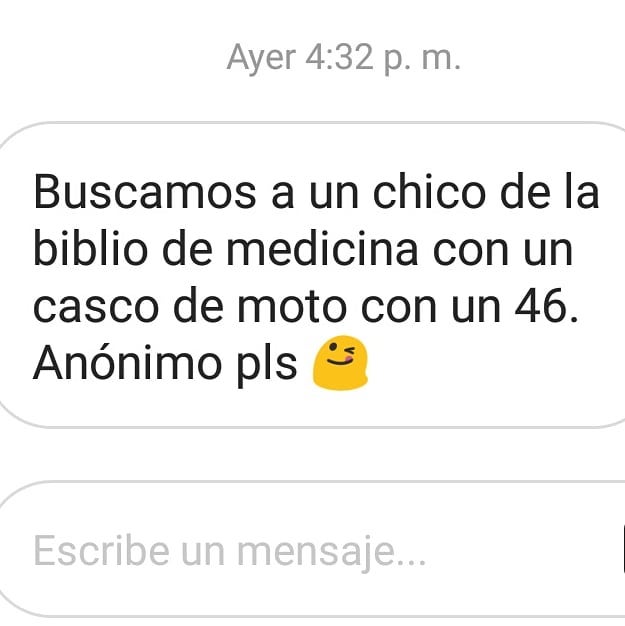 Ayer 4:32 p. m.
Buscamos a un chico de la
biblio de medicina con un
casco de moto con un 46.
Anónimo pls 😜
Escribe un mensaje...